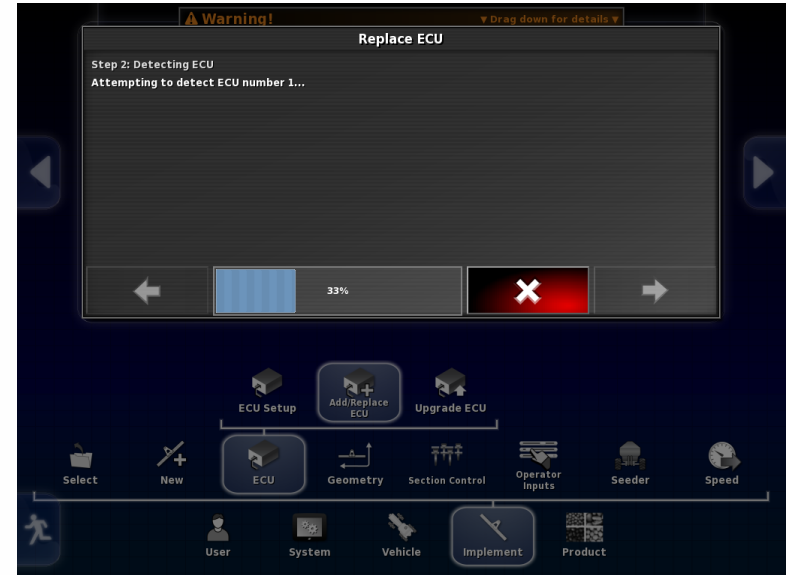 Warning!
▼ Drag down for details ▼
Replace ECU
Step 2: Detecting ECU
Attempting to detect ECU number 1...
33%
ECU Setup
Add/Replace
ECU
Upgrade ECU
Select
New
ECU
Geometry
Section Control
Operator
Inputs
Seeder
Speed
User
System
Vehicle
Implement
Product